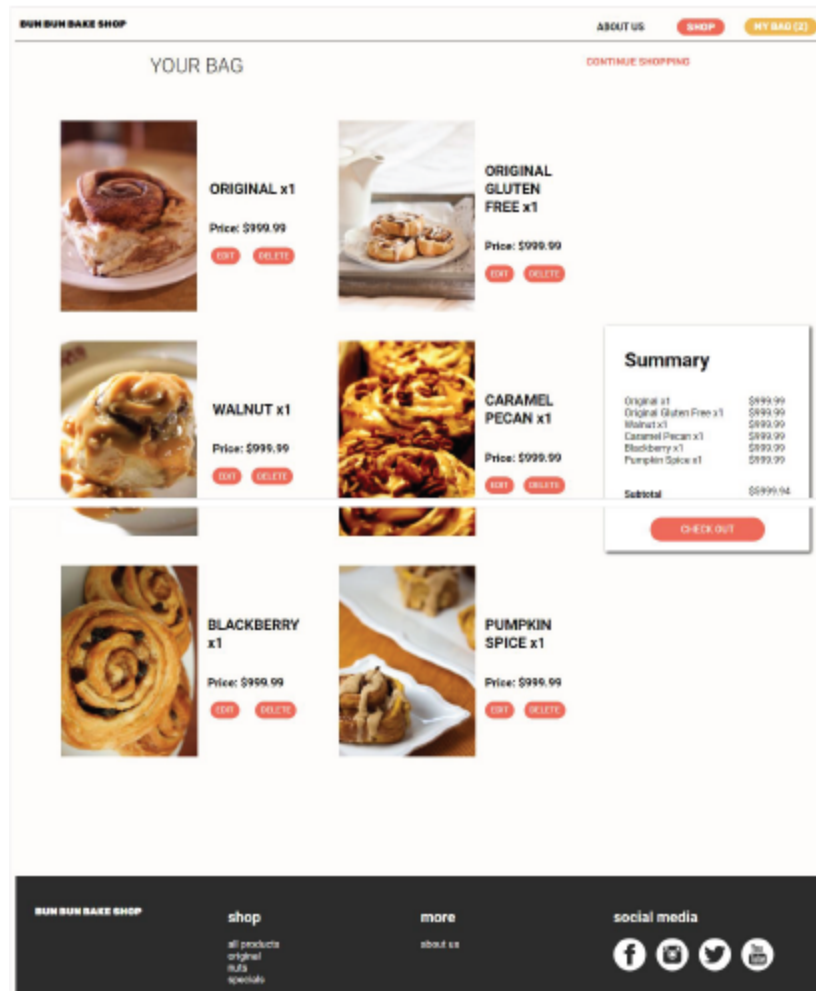 BUN BUN BAKE SHOP
ABOUT US
SHOP
MY BAG (2)
YOUR BAG
CONTINUE SHOPPING
ORIGINAL x1
Price: $999.99
EDIT
DELETE
ORIGINAL
GLUTEN
FREE x1
Price: $999.99
EDIT
DELETE
WALNUT x1
Price: $999.99
EDIT
DELETE
CARAMEL
PECAN x1
Price: $999.99
EDIT
DELETE
Summary
Original x1 $999.99
Original Gluten Free x1 $999.99
Walnut x1 $999.99
Caramel Pecan x1 $999.99
Blackberry x1 $999.99
Pumpkin Spice x1 $999.99
Subtotal $5999.94
CHECK OUT
BLACKBERRY
x1
Price: $999.99
EDIT
DELETE
PUMPKIN
SPICE x1
Price: $999.99
EDIT
DELETE
BUN BUN BAKE SHOP
shop
all products
original
nuts
specials
more
about us
social media
You
Tube